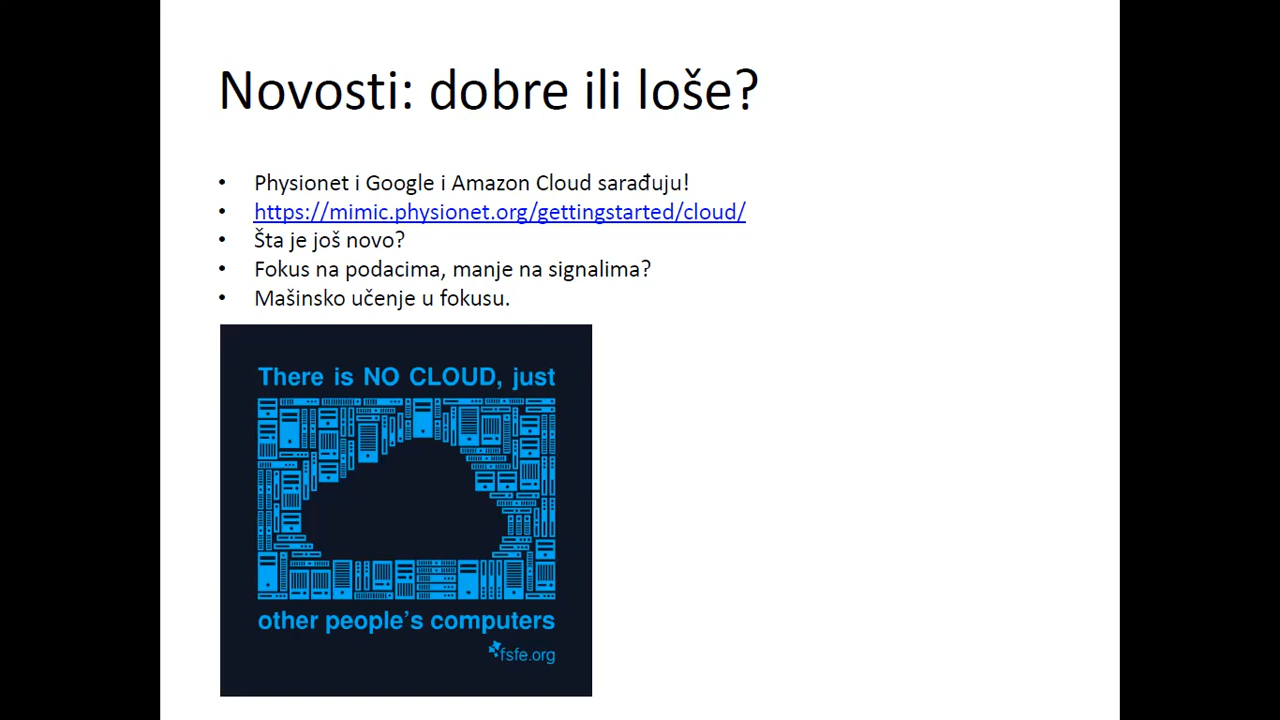 Novosti: dobre ili loše?
• Physionet i Google i Amazon Cloud sarađuju!
• https://mimic.physionet.org/gettingstarted/cloud/
• Šta je još novo?
• Fokus na podacima, manje na signalima?
• Mašinsko učenje u fokusu.
There is NO CLOUD, just
other people's computers
fsfe.org